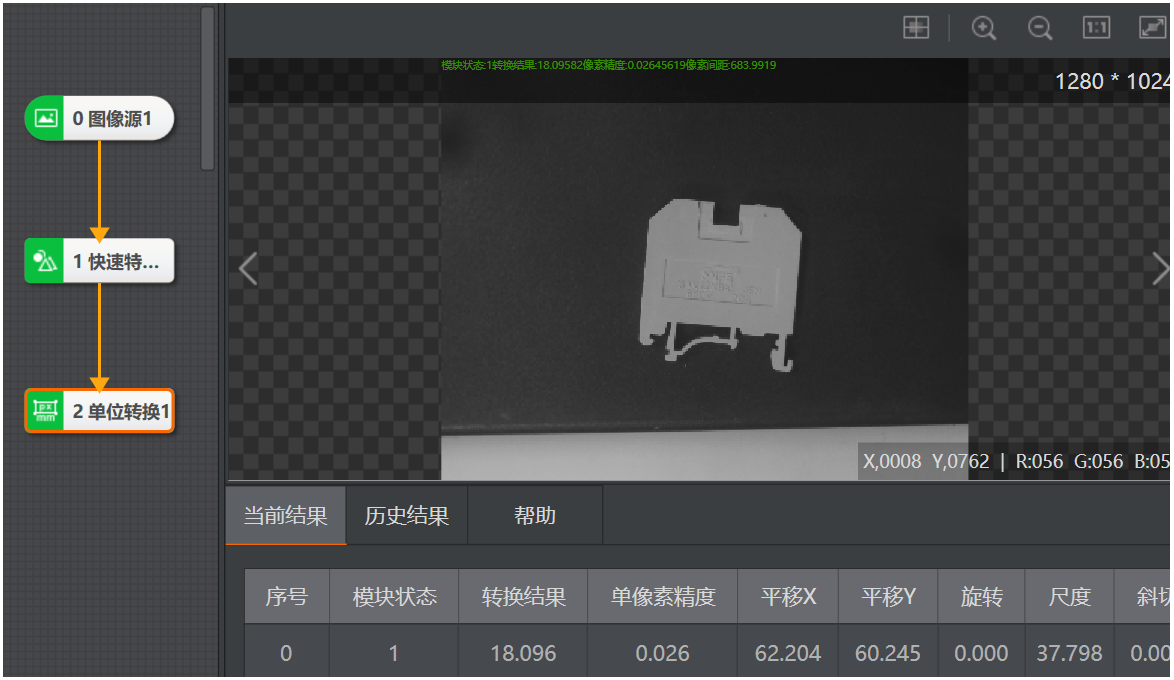 模块状态:1转换结果:18.09582像素精度:0.02645619像素间距:683.9919
1280 * 1024
0 图像源1
1 快速特...
2 单位转换1
X,0008 Y,0762 | R:056 G:056 B:05
当前结果 历史结果 帮助
序号 模块状态 转换结果 单像素精度 平移X 平移Y 旋转 尺度 斜切
0 1 18.096 0.026 62.204 60.245 0.000 37.798 0.00